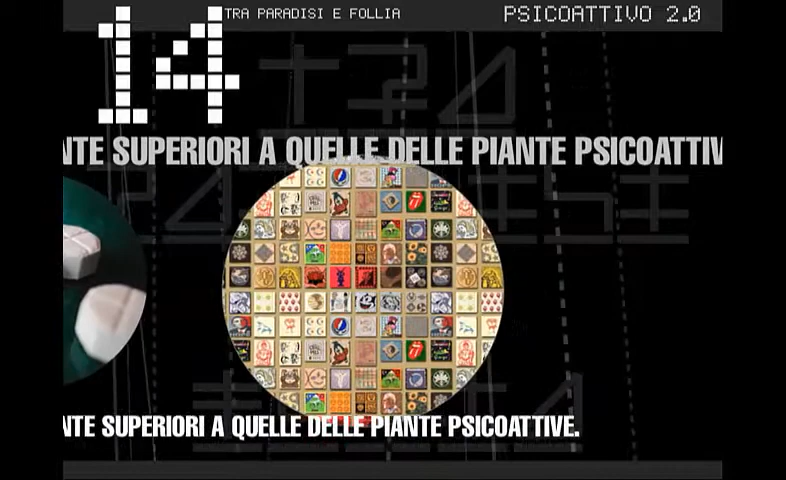 TRA PARADISI E FOLLIA
PSICOATTIVO 2.0
14
NTE SUPERIORI A QUELLE DELLE PIANTE PSICOATTIV
NTE SUPERIORI A QUELLE DELLE PIANTE PSICOATTIVE.